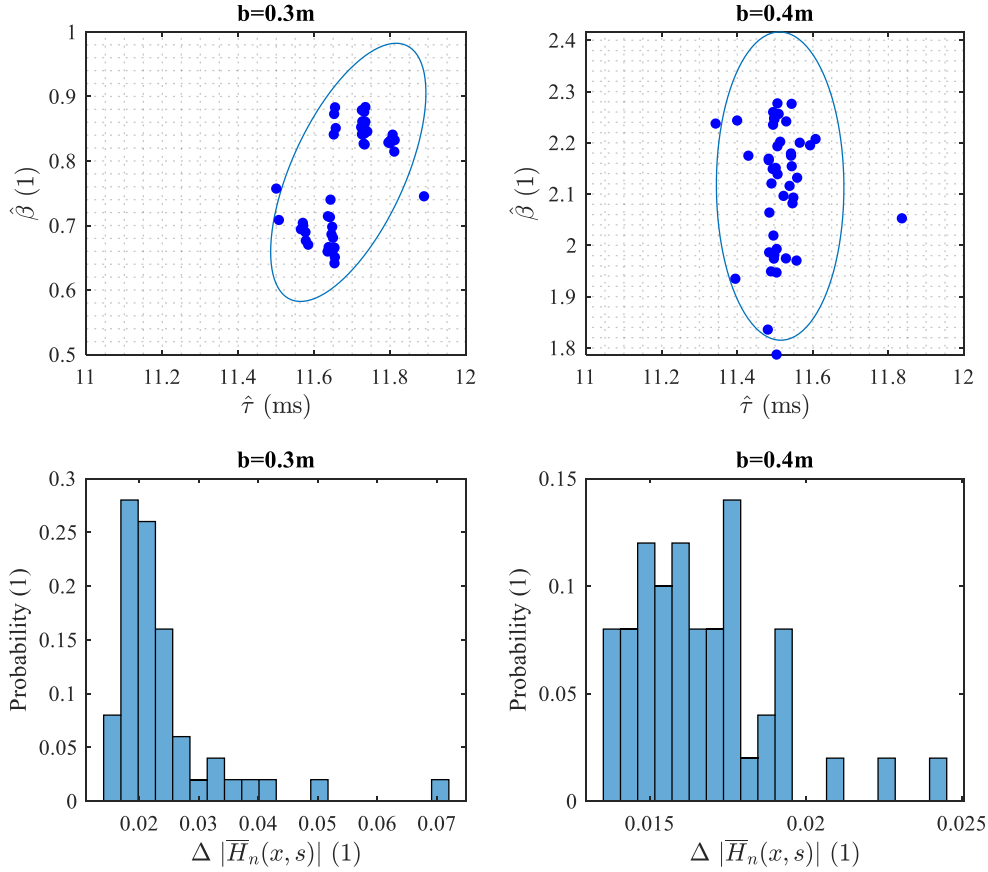 b=0.3m
1
0.9
0.8
0.7
0.6
0.5
β̂ (1)
11 11.2 11.4 11.6 11.8 12
τ̂ (ms)
b=0.4m
2.4
2.3
2.2
2.1
2
1.9
1.8
β̂ (1)
11 11.2 11.4 11.6 11.8 12
τ̂ (ms)
b=0.3m
0.3
0.25
0.2
0.15
0.1
0.05
0
Probability (1)
0.02 0.03 0.04 0.05 0.06 0.07
Δ |H̅ₙ(x, s)| (1)
b=0.4m
0.15
0.1
0.05
0
Probability (1)
0.015 0.02 0.025
Δ |H̅ₙ(x, s)| (1)